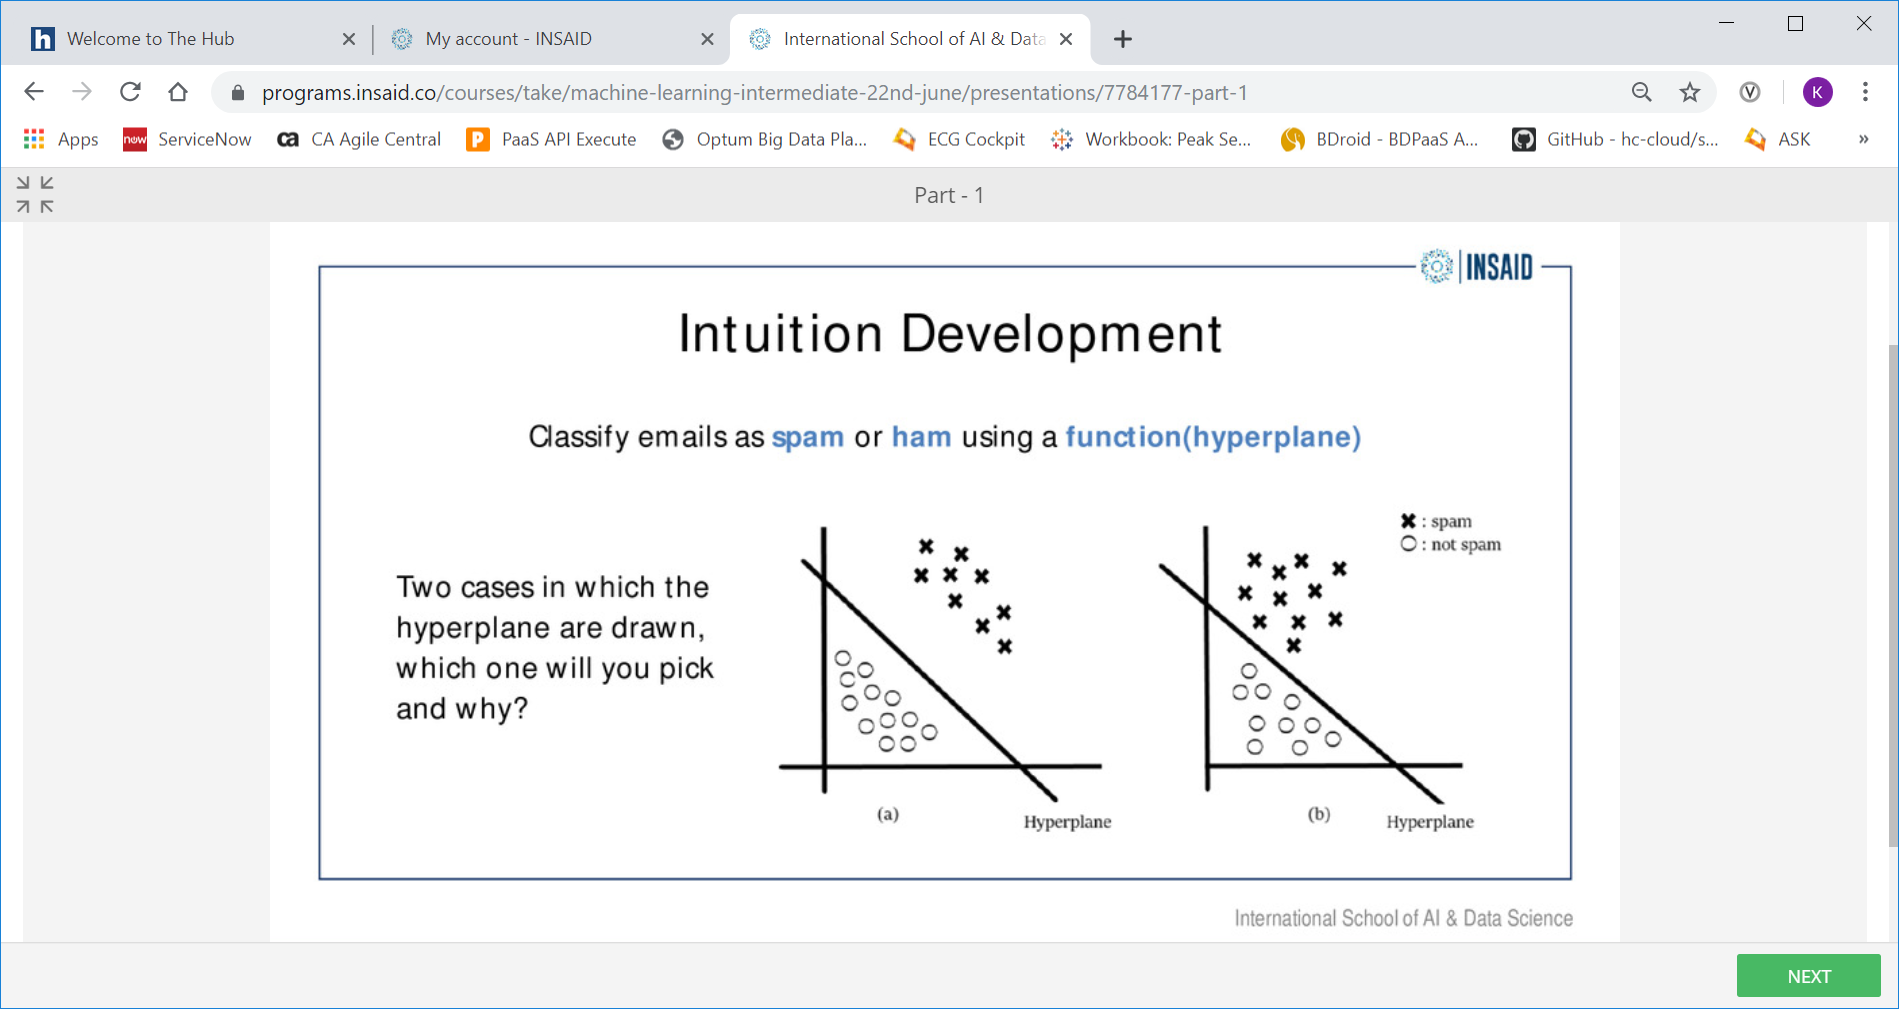 Welcome to The Hub
My account - INSAID
International School of AI & Data
programs.insaid.co/courses/take/machine-learning-intermediate-22nd-june/presentations/7784177-part-1
K
Apps
now ServiceNow
ca CA Agile Central
P PaaS API Execute
Optum Big Data Pla...
ECG Cockpit
Workbook: Peak Se...
BDroid - BDPaaS A...
GitHub - hc-cloud/s...
ASK
»
Part - 1
INSAID
Intuition Development
Classify emails as spam or ham using a function(hyperplane)
Two cases in which the
hyperplane are drawn,
which one will you pick
and why?
: spam
: not spam
(a)
Hyperplane
(b)
Hyperplane
International School of AI & Data Science
NEXT